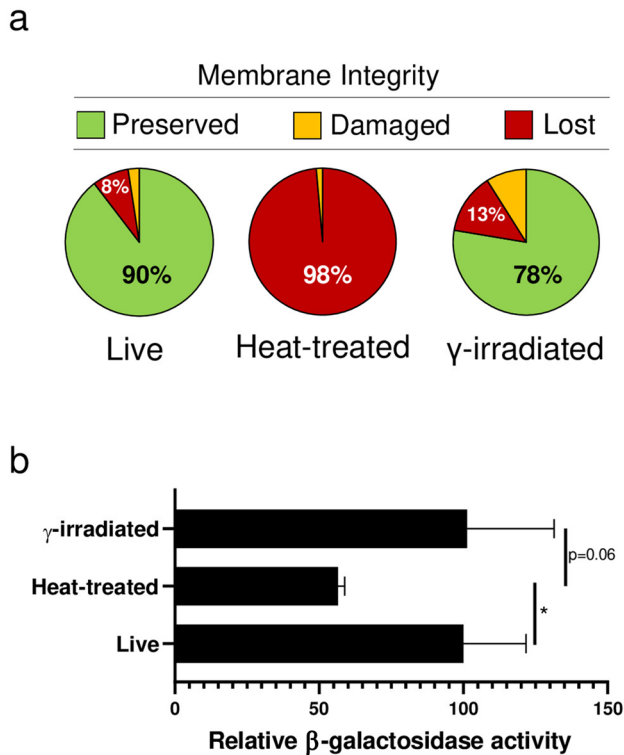 a
Membrane Integrity
Preserved Damaged Lost
8% 13%
90% 98% 78%
Live Heat-treated γ-irradiated
b
γ-irradiated
p=0.06
Heat-treated
*
Live
0 50 100 150
Relative β-galactosidase activity